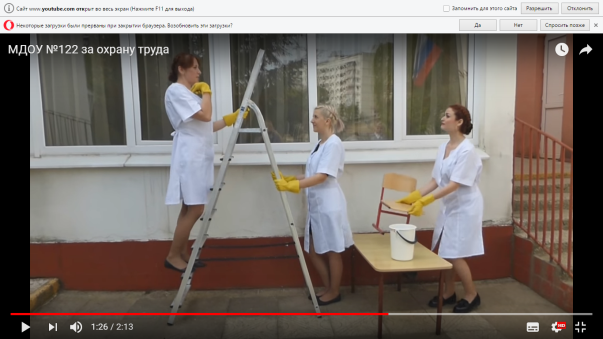 Сайт www.youtube.com открыт во весь экран (Нажмите F11 для выхода)
Запомнить для этого сайта
Разрешить
Отклонить
Некоторые загрузки были прерваны при закрытии браузера. Возобновить эти загрузки?
Да
Нет
Спросить позже
МДОУ №122 за охрану труда
1:26 / 2:13
HD